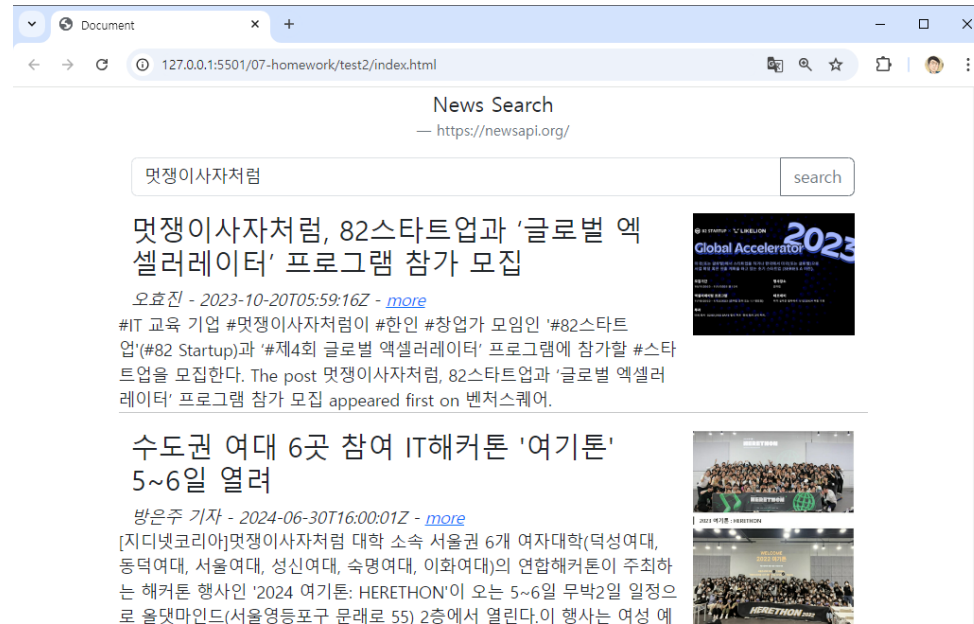 Document
127.0.0.1:5501/07-homework/test2/index.html
News Search
— https://newsapi.org/
멋쟁이사자처럼
search
멋쟁이사자처럼, 82스타트업과 ‘글로벌 엑
셀러레이터’ 프로그램 참가 모집
82 STARTUP
LIKELION
2023
Global Accelerator
오효진 - 2023-10-20T05:59:16Z - more
#IT 교육 기업 #멋쟁이사자처럼이 #한인 #창업가 모임인 '#82스타트
업'(#82 Startup)과 ‘#제4회 글로벌 액셀러레이터’ 프로그램에 참가할 #스타
트업을 모집한다. The post 멋쟁이사자처럼, 82스타트업과 ‘글로벌 엑셀러
레이터’ 프로그램 참가 모집 appeared first on 벤처스퀘어.
수도권 여대 6곳 참여 IT해커톤 '여기톤'
5~6일 열려
방은주 기자 - 2024-06-30T16:00:01Z - more
HERETHON
2023 여기톤 : HERETHON
WELCOME
HERETHON 2023
[지디넷코리아]멋쟁이사자처럼 대학 소속 서울권 6개 여자대학(덕성여대,
동덕여대, 서울여대, 성신여대, 숙명여대, 이화여대)의 연합해커톤이 주최하
는 해커톤 행사인 '2024 여기톤: HERETHON'이 오는 5~6일 무박2일 일정으
로 올댓마인드(서울영등포구 문래로 55) 2층에서 열린다.이 행사는 여성 예